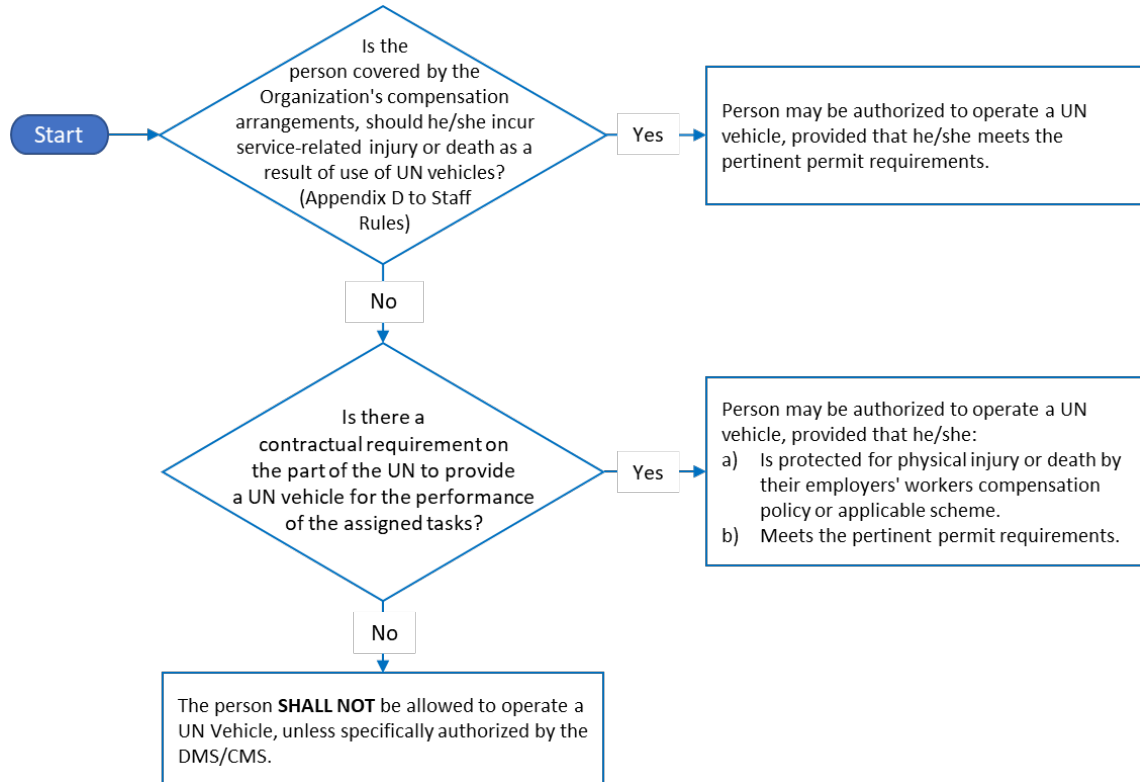 Start
Is the
person covered by the
Organization's compensation
arrangements, should he/she incur
service-related injury or death as a
result of use of UN vehicles?
(Appendix D to Staff
Rules)
Yes
Person may be authorized to operate a UN
vehicle, provided that he/she meets the
pertinent permit requirements.
No
Is there a
contractual requirement on
the part of the UN to provide
a UN vehicle for the performance
of the assigned tasks?
Yes
Person may be authorized to operate a UN
vehicle, provided that he/she:
a) Is protected for physical injury or death by
their employers' workers compensation
policy or applicable scheme.
b) Meets the pertinent permit requirements.
No
The person SHALL NOT be allowed to operate a
UN Vehicle, unless specifically authorized by the
DMS/CMS.